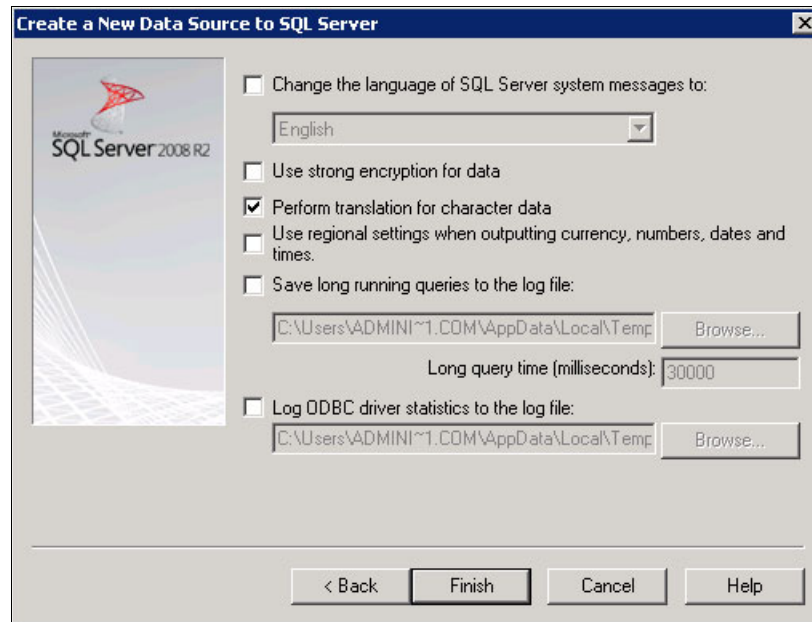 Create a New Data Source to SQL Server
Microsoft
SQL Server 2008 R2
Change the language of SQL Server system messages to:
English
Use strong encryption for data
Perform translation for character data
Use regional settings when outputting currency, numbers, dates and
times.
Save long running queries to the log file:
C:\Users\ADMINI~1.COM\AppData\Local\Temp
Browse...
Long query time (milliseconds): 30000
Log ODBC driver statistics to the log file:
C:\Users\ADMINI~1.COM\AppData\Local\Temp
Browse...
< Back Finish Cancel Help